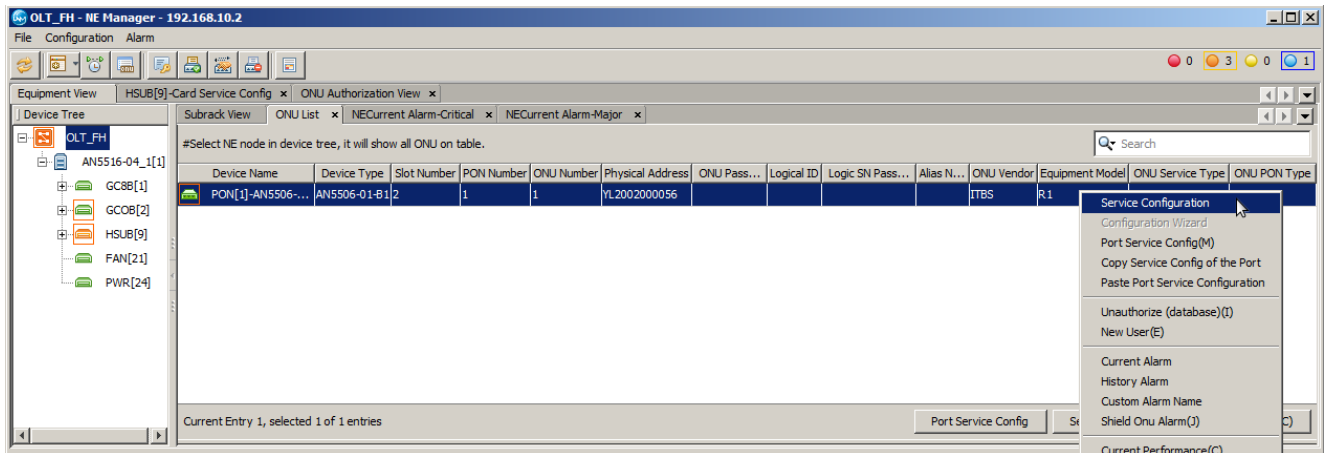 OLT_FH - NE Manager - 192.168.10.2
File Configuration Alarm
0 3 0 1
Equipment View HSUB[9]-Card Service Config ONU Authorization View
Device Tree
OLT_FH
AN5516-04_1[1]
GC8B[1]
GCOB[2]
HSUB[9]
FAN[21]
PWR[24]
Subrack View ONU List NECurrent Alarm-Critical NECurrent Alarm-Major
#Select NE node in device tree, it will show all ONU on table.
Search
Device Name Device Type Slot Number PON Number ONU Number Physical Address ONU Pass... Logical ID Logic SN Pass... Alias N... ONU Vendor Equipment Model ONU Service Type ONU PON Type
PON[1]-AN5506-... AN5506-01-B1 2 1 1 YL2002000056 ITBS R1
Service Configuration
Configuration Wizard
Port Service Config(M)
Copy Service Config of the Port
Paste Port Service Configuration
Unauthorize (database)(I)
New User(E)
Current Alarm
History Alarm
Custom Alarm Name
Shield Onu Alarm(J)
Current Performance(C)
Current Entry 1, selected 1 of 1 entries
Port Service Config Se C)